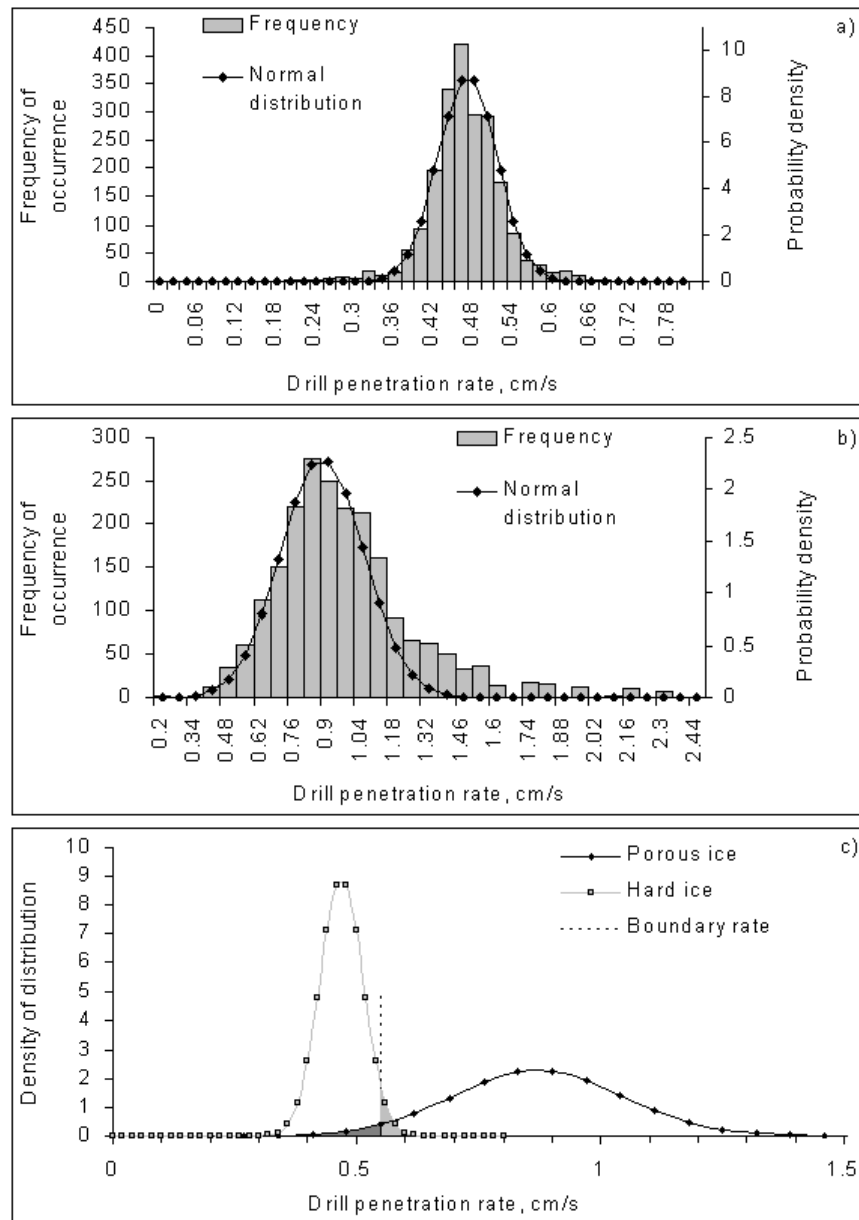 a)
Frequency
Normal
distribution
Frequency of
occurrence
450
400
350
300
250
200
150
100
50
0
10
8
6
4
2
0
Probability density
0 0.06 0.12 0.18 0.24 0.3 0.36 0.42 0.48 0.54 0.6 0.66 0.72 0.78
Drill penetration rate, cm/s
b)
Frequency
Normal
distribution
Frequency of
occurrence
300
250
200
150
100
50
0
2.5
2
1.5
1
0.5
0
Probability density
0.2 0.34 0.48 0.62 0.76 0.9 1.04 1.18 1.32 1.46 1.6 1.74 1.88 2.02 2.16 2.3 2.44
Drill penetration rate, cm/s
c)
Porous ice
Hard ice
Boundary rate
Density of distribution
10
9
8
7
6
5
4
3
2
1
0
0 0.5 1 1.5
Drill penetration rate, cm/s